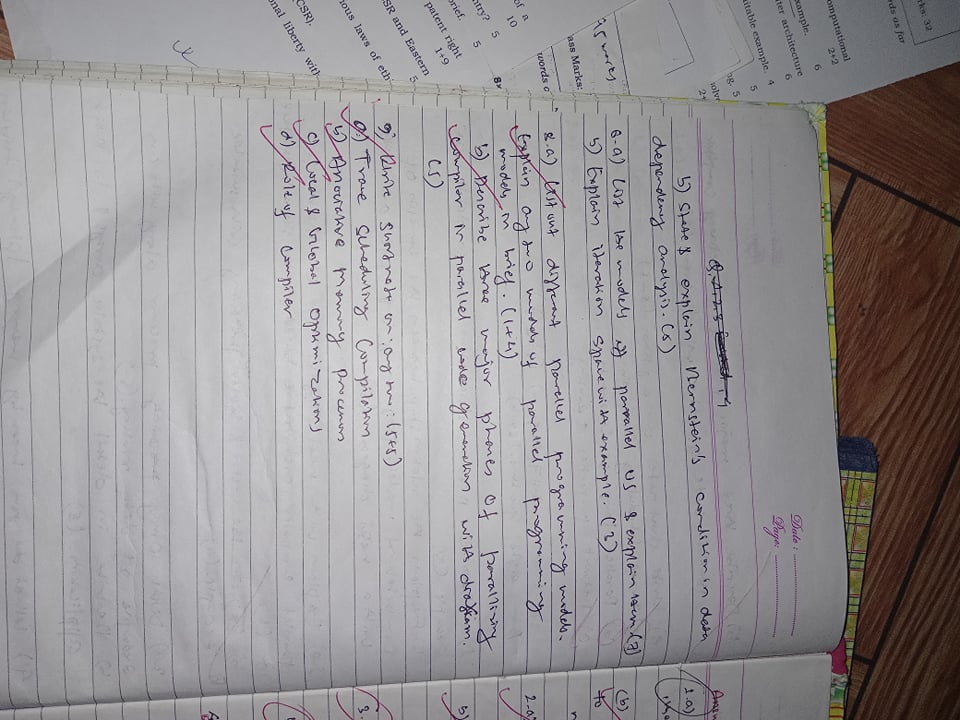 Date :
Page:
b) State & explain Bernstein's condition in data
dependency analysis. (5)
6.a) List the models of parallel OS & explain them. (7)
b) Explain iteration space with example. (3)
8.a) List out different parallel programming models.
Explain any two models of parallel programming
models in brief. (1+4)
b) Describe three major phases of parallizing
compiler in parallel code generation with diagram.
(5)
9) Write short note on: any two: (5+5)
a) Trace Scheduling Compilation
b) Associative Memory Processors
c) Local & Global Optimizations
d) Role of Compiler
rks: 32
rds as far
omputational
2+2
xample. 6
ter architecture
6
itable example. 4
5
ng. 5
olve
2+
95 marks
ass Marks:
words
of a
10
ntry? 5
8x
brief. 5
patent right
1+9
SR and Eastern
5
ious laws of eth
CSR).
onal liberty with
1.a)
(b)
to
2.a)
b)
3.